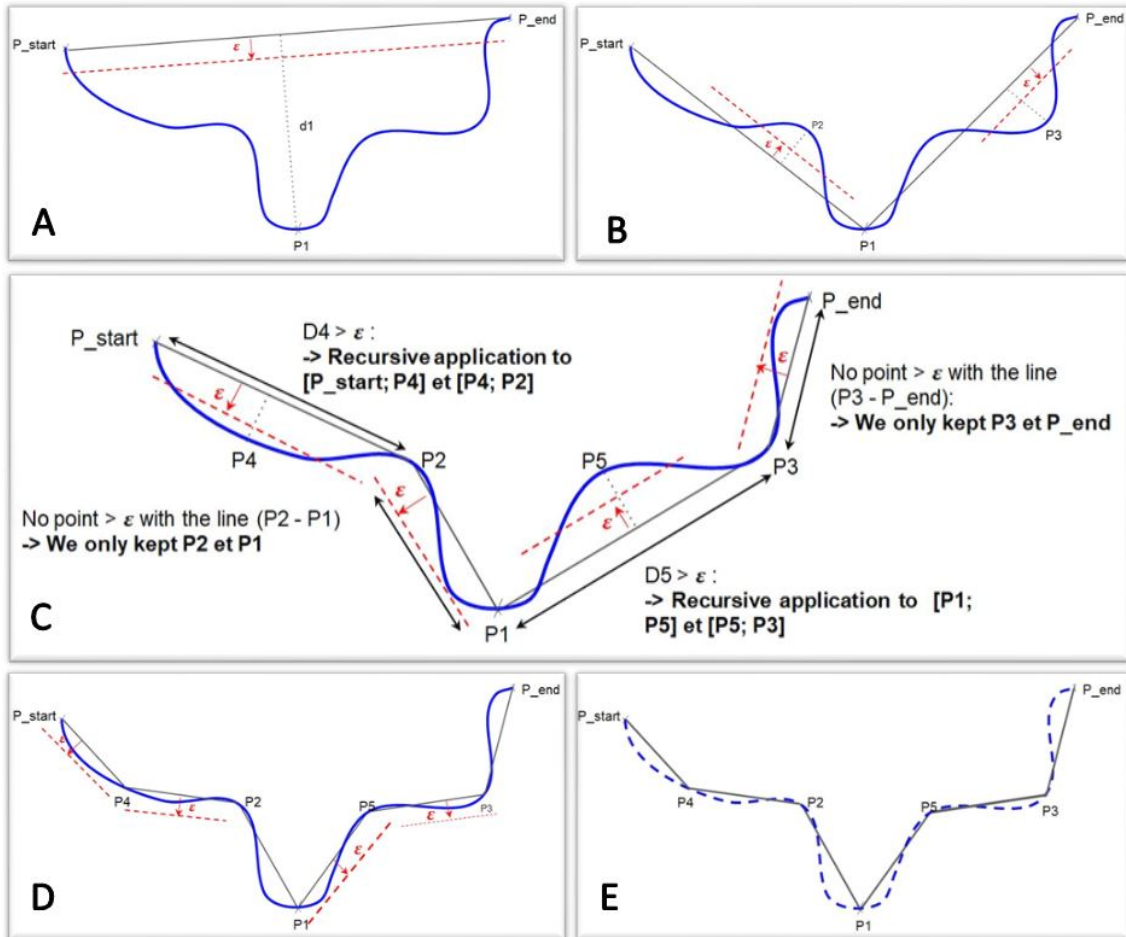 P_start
P_end
ε
d1
P1
A
P_start
P_end
P2
ε
ε
P3
P1
B
P_start
P_end
D4 > ε :
-> Recursive application to
[P_start; P4] et [P4; P2]
ε
ε
No point > ε with the line
(P3 - P_end):
-> We only kept P3 et P_end
P4
P2
P5
P3
ε
ε
No point > ε with the line (P2 - P1)
-> We only kept P2 et P1
D5 > ε :
-> Recursive application to [P1;
P5] et [P5; P3]
P1
C
P_start
P_end
ε
P4
P2
ε
P5
P3
ε
ε
P1
D
P_start
P_end
P4
P2
P5
P3
P1
E